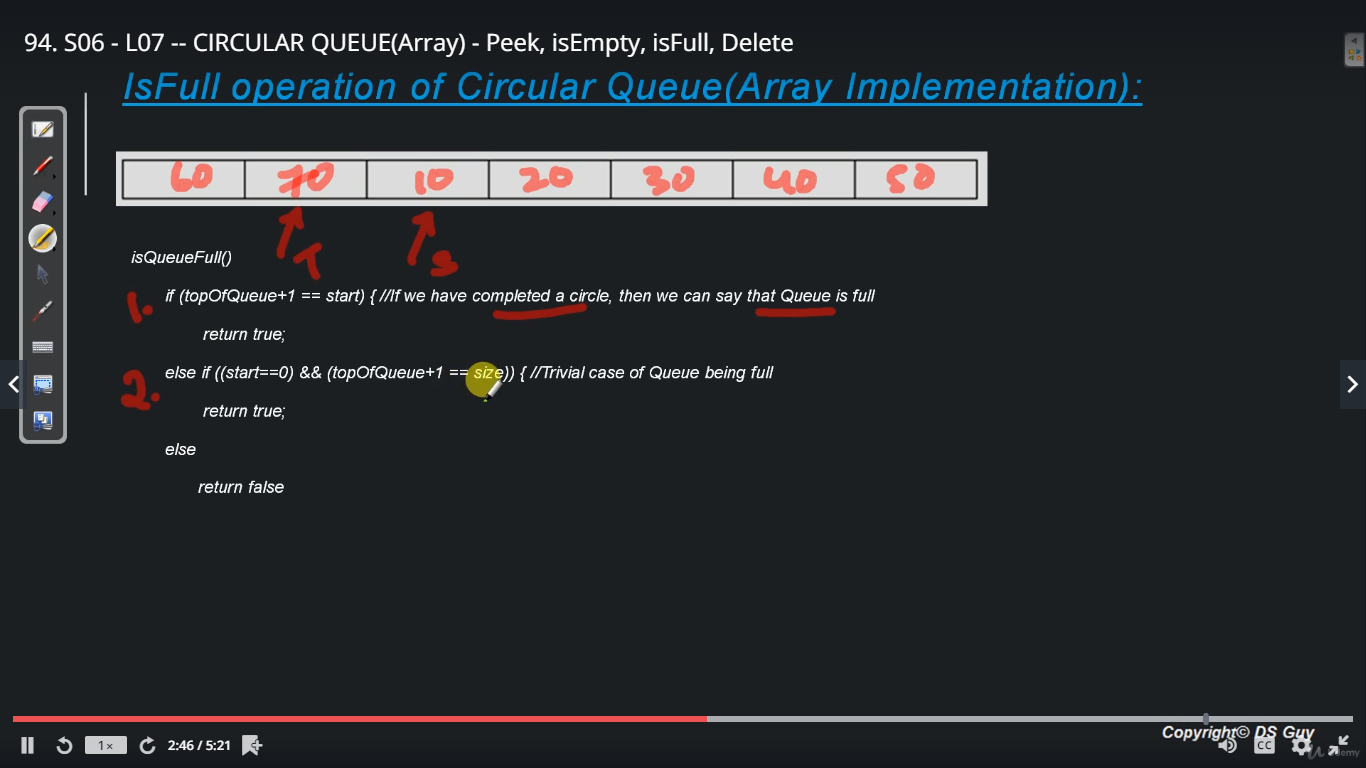 94. S06 - L07 -- CIRCULAR QUEUE(Array) - Peek, isEmpty, isFull, Delete
IsFull operation of Circular Queue(Array Implementation):
60 70 10 20 30 40 50
T S
isQueueFull()
1. if (topOfQueue+1 == start) { //If we have completed a circle, then we can say that Queue is full
return true;
2. else if ((start==0) && (topOfQueue+1 == size)) { //Trivial case of Queue being full
return true;
else
return false
Copyright© DS Guy
1x 2:46 / 5:21 CC